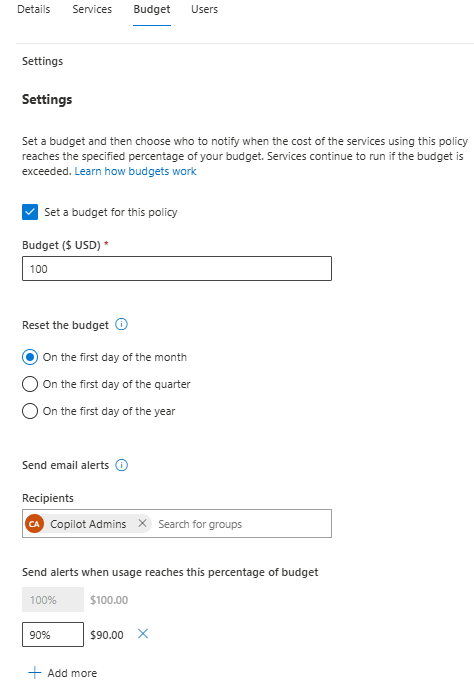 Details Services Budget Users
Settings
Settings
Set a budget and then choose who to notify when the cost of the services using this policy
reaches the specified percentage of your budget. Services continue to run if the budget is
exceeded. Learn how budgets work
Set a budget for this policy
Budget ($ USD) *
100
Reset the budget
On the first day of the month
On the first day of the quarter
On the first day of the year
Send email alerts
Recipients
CA Copilot Admins Search for groups
Send alerts when usage reaches this percentage of budget
100% $100.00
90% $90.00
Add more